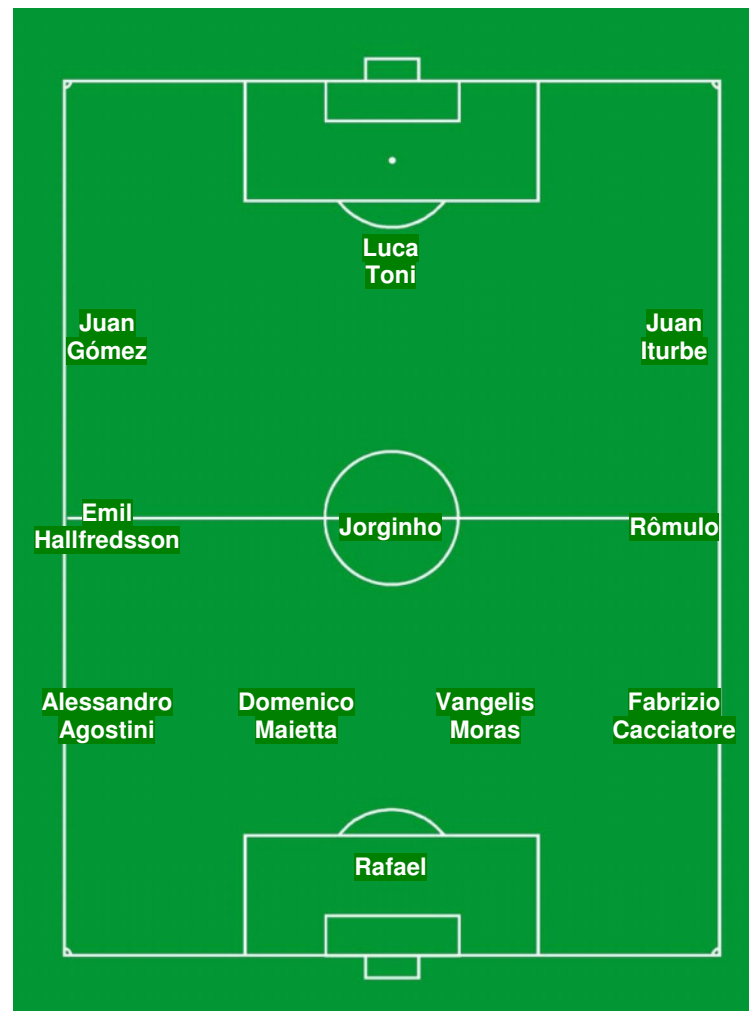 Luca
Toni
Juan
Gómez
Juan
Iturbe
Emil
Hallfredsson
Jorginho
Rômulo
Alessandro
Agostini
Domenico
Maietta
Vangelis
Moras
Fabrizio
Cacciatore
Rafael